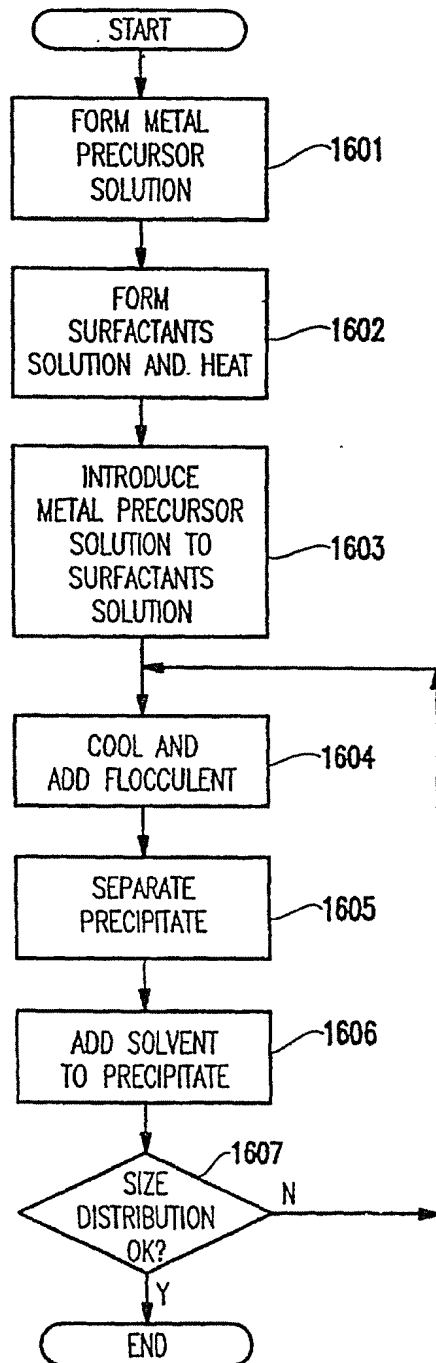 START
FORM METAL
PRECURSOR
SOLUTION
1601
FORM
SURFACTANTS
SOLUTION AND. HEAT
1602
INTRODUCE
METAL PRECURSOR
SOLUTION TO
SURFACTANTS
SOLUTION
1603
COOL AND
ADD FLOCCULENT
1604
SEPARATE
PRECIPITATE
1605
ADD SOLVENT
TO PRECIPITATE
1606
SIZE
DISTRIBUTION
OK?
1607
N
Y
END